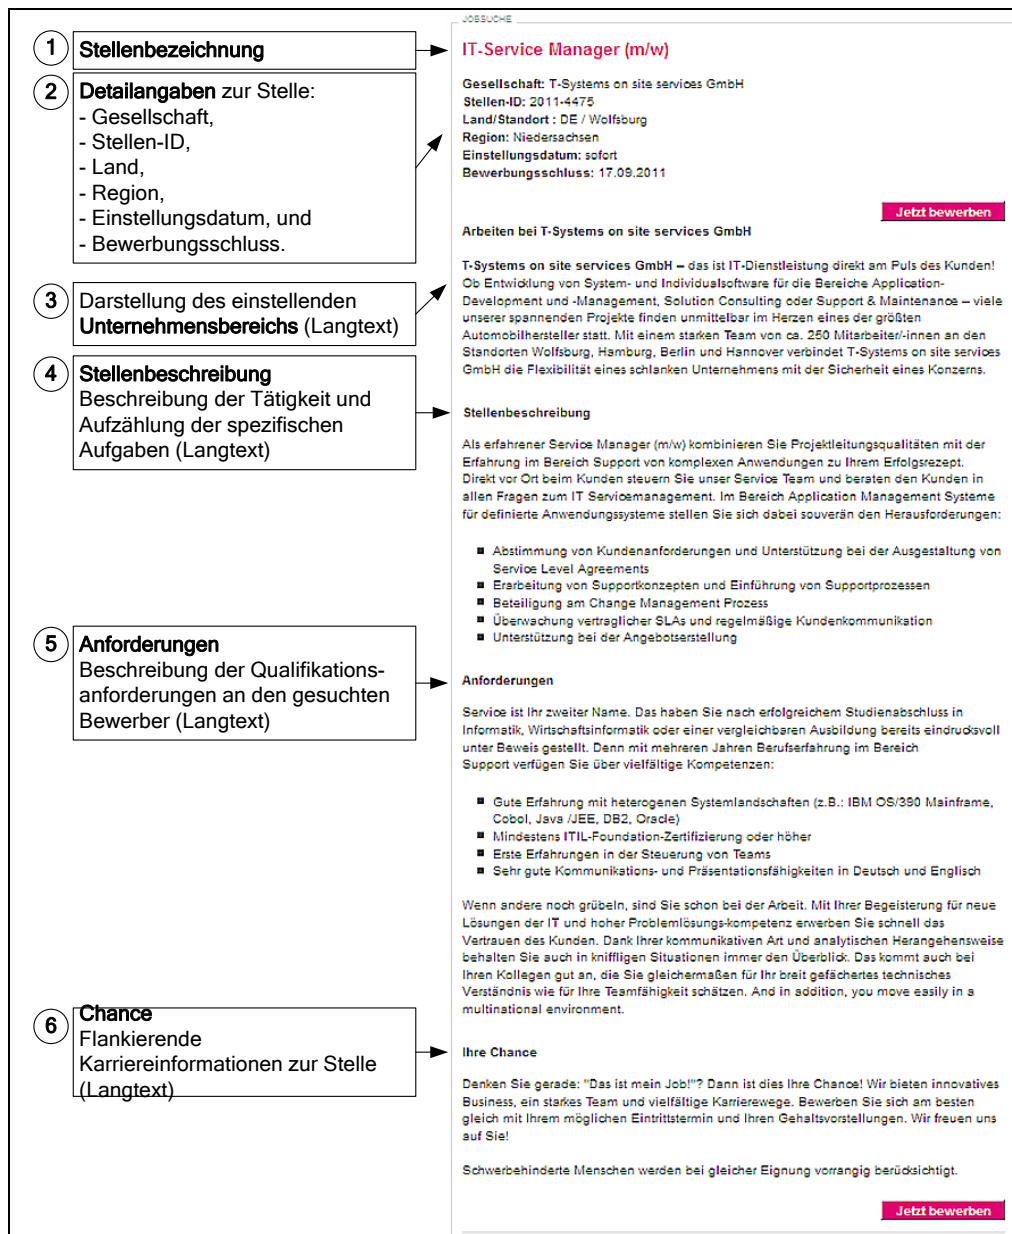 1
Stellenbezeichnung
2
Detailangaben zur Stelle:
- Gesellschaft,
- Stellen-ID,
- Land,
- Region,
- Einstellungsdatum, und
- Bewerbungsschluss.
3
Darstellung des einstellenden
Unternehmensbereichs (Langtext)
4
Stellenbeschreibung
Beschreibung der Tätigkeit und
Aufzählung der spezifischen
Aufgaben (Langtext)
5
Anforderungen
Beschreibung der Qualifikations-
anforderungen an den gesuchten
Bewerber (Langtext)
6
Chance
Flankierende
Karriereinformationen zur Stelle
(Langtext)
JOBSUCHE
IT-Service Manager (m/w)
Gesellschaft: T-Systems on site services GmbH
Stellen-ID: 2011-4475
Land/Standort : DE / Wolfsburg
Region: Niedersachsen
Einstellungsdatum: sofort
Bewerbungsschluss: 17.09.2011
Jetzt bewerben
Arbeiten bei T-Systems on site services GmbH
T-Systems on site services GmbH – das ist IT-Dienstleistung direkt am Puls des Kunden!
Ob Entwicklung von System- und Individualsoftware für die Bereiche Application-
Development und -Management, Solution Consulting oder Support & Maintenance – viele
unserer spannenden Projekte finden unmittelbar im Herzen eines der größten
Automobilhersteller statt. Mit einem starken Team von ca. 250 Mitarbeiter/-innen an den
Standorten Wolfsburg, Hamburg, Berlin und Hannover verbindet T-Systems on site services
GmbH die Flexibilität eines schlanken Unternehmens mit der Sicherheit eines Konzerns.
Stellenbeschreibung
Als erfahrener Service Manager (m/w) kombinieren Sie Projektleitungsqualitäten mit der
Erfahrung im Bereich Support von komplexen Anwendungen zu Ihrem Erfolgsrezept.
Direkt vor Ort beim Kunden steuern Sie unser Service Team und beraten den Kunden in
allen Fragen zum IT Servicemanagement. Im Bereich Application Management Systeme
für definierte Anwendungssysteme stellen Sie sich dabei souverän den Herausforderungen:
Abstimmung von Kundenanforderungen und Unterstützung bei der Ausgestaltung von
Service Level Agreements
Erarbeitung von Supportkonzepten und Einführung von Supportprozessen
Beteiligung am Change Management Prozess
Überwachung vertraglicher SLAs und regelmäßige Kundenkommunikation
Unterstützung bei der Angebotserstellung
Anforderungen
Service ist Ihr zweiter Name. Das haben Sie nach erfolgreichem Studienabschluss in
Informatik, Wirtschaftsinformatik oder einer vergleichbaren Ausbildung bereits eindrucksvoll
unter Beweis gestellt. Denn mit mehreren Jahren Berufserfahrung im Bereich
Support verfügen Sie über vielfältige Kompetenzen:
Gute Erfahrung mit heterogenen Systemlandschaften (z.B.: IBM OS/390 Mainframe,
Cobol, Java /JEE, DB2, Oracle)
Mindestens ITIL-Foundation-Zertifizierung oder höher
Erste Erfahrungen in der Steuerung von Teams
Sehr gute Kommunikations- und Präsentationsfähigkeiten in Deutsch und Englisch
Wenn andere noch grübeln, sind Sie schon bei der Arbeit. Mit Ihrer Begeisterung für neue
Lösungen der IT und hoher Problemlösungs-kompetenz erwerben Sie schnell das
Vertrauen des Kunden. Dank Ihrer kommunikativen Art und analytischen Herangehensweise
behalten Sie auch in kniffligen Situationen immer den Überblick. Das kommt auch bei
Ihren Kollegen gut an, die Sie gleichermaßen für Ihr breit gefächertes technisches
Verständnis wie für Ihre Teamfähigkeit schätzen. And in addition, you move easily in a
multinational environment.
Ihre Chance
Denken Sie gerade: "Das ist mein Job!"? Dann ist dies Ihre Chance! Wir bieten innovatives
Business, ein starkes Team und vielfältige Karrierewege. Bewerben Sie sich am besten
gleich mit Ihrem möglichen Eintrittstermin und Ihren Gehaltsvorstellungen. Wir freuen uns
auf Sie!
Schwerbehinderte Menschen werden bei gleicher Eignung vorrangig berücksichtigt.
Jetzt bewerben